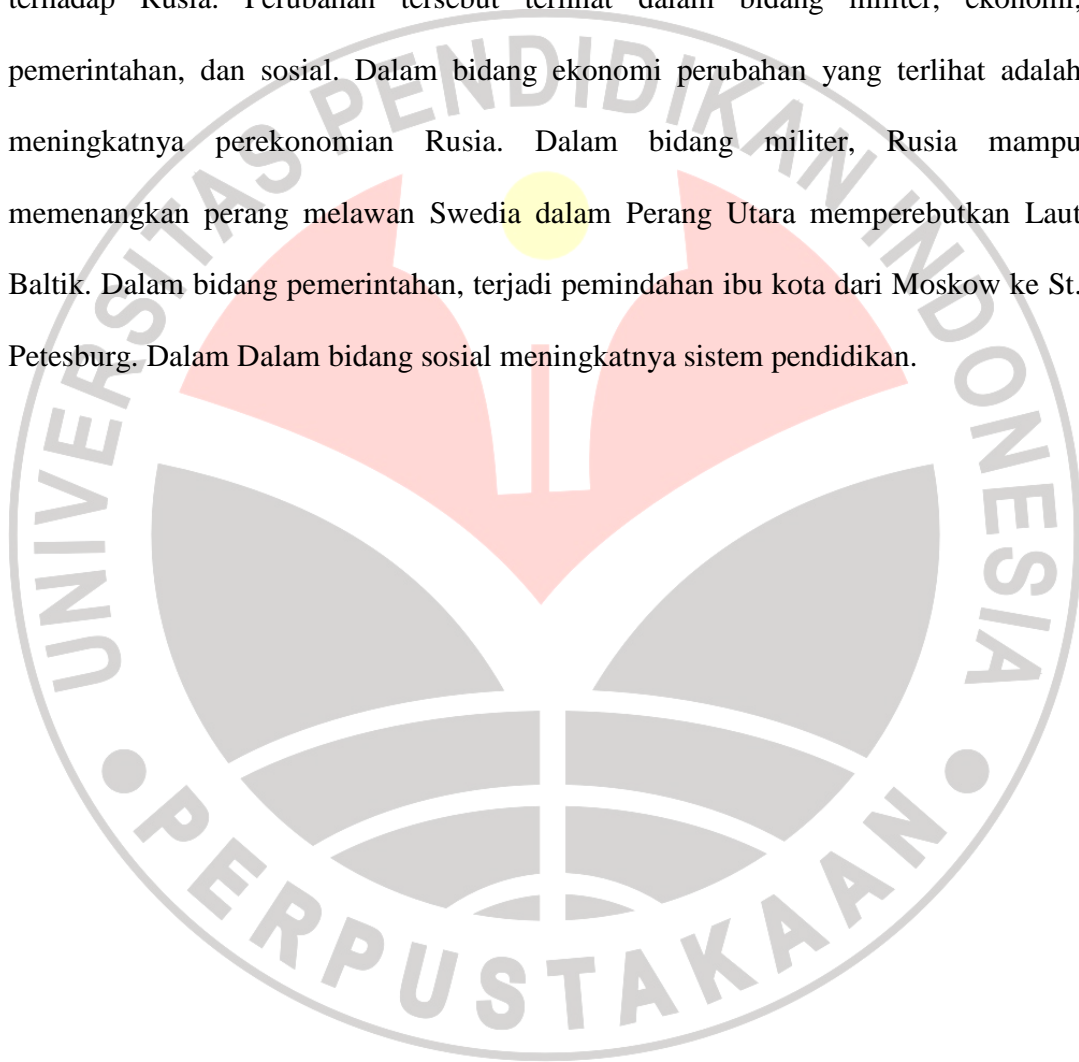 terhadap Rusia. Perubahan tersebut terlihat dalam bidang militer, ekonomi,
pemerintahan, dan sosial. Dalam bidang ekonomi perubahan yang terlihat adalah
meningkatnya perekonomian Rusia. Dalam bidang militer, Rusia mampu
memenangkan perang melawan Swedia dalam Perang Utara memperebutkan Laut
Baltik. Dalam bidang pemerintahan, terjadi pemindahan ibu kota dari Moskow ke St.
Petesburg. Dalam Dalam bidang sosial meningkatnya sistem pendidikan.
UNIVERSITAS PENDIDIKAN INDONESIA
PERPUSTAKAAN